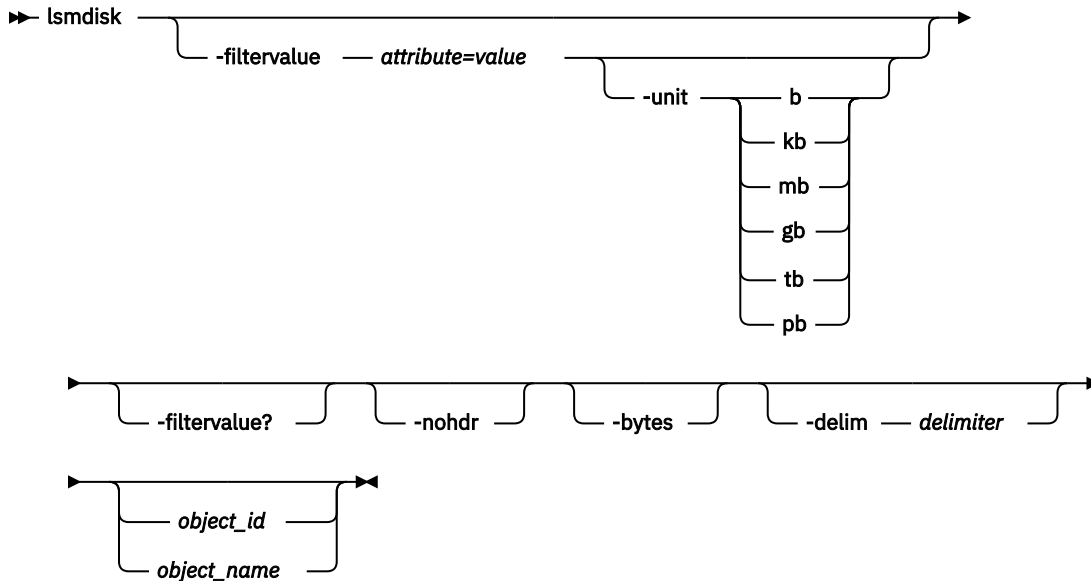 lsmdisk
-filtervalue attribute=value
-unit b
kb
mb
gb
tb
pb
-filtervalue? -nohdr -bytes -delim delimiter
object_id
object_name